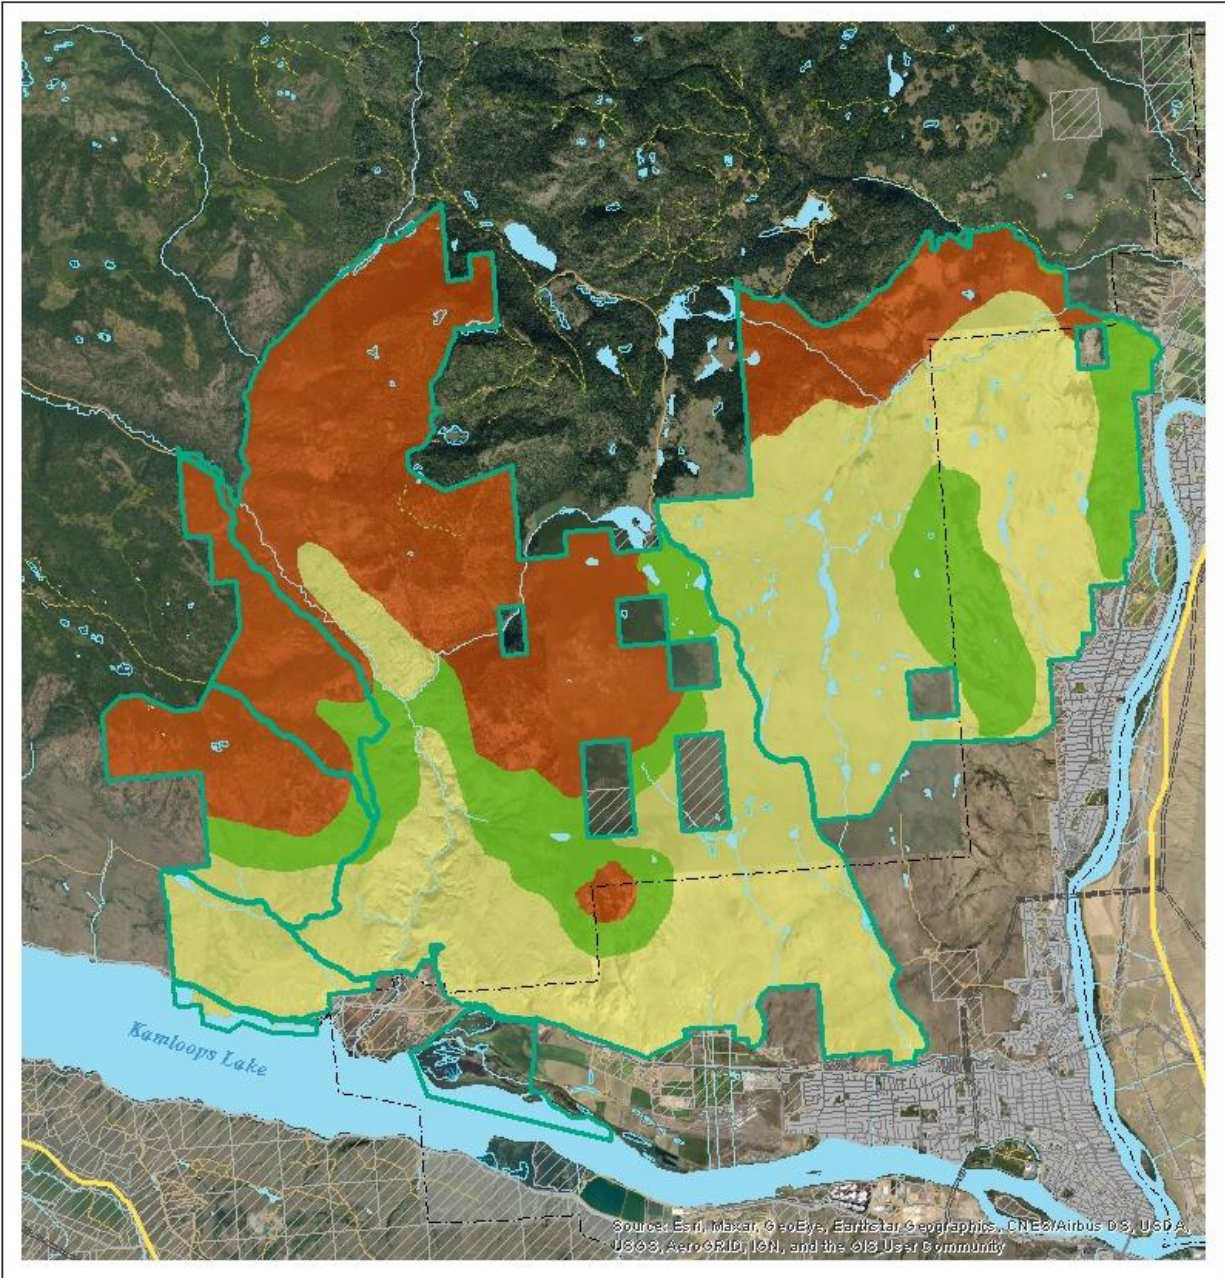 Kamloops Lake
Source: Esri, Maxar, GeoEye, Earthstar Geographics, CNES/Airbus DS, USDA,
USGS, AeroGRID, IGN, and the GIS User Community